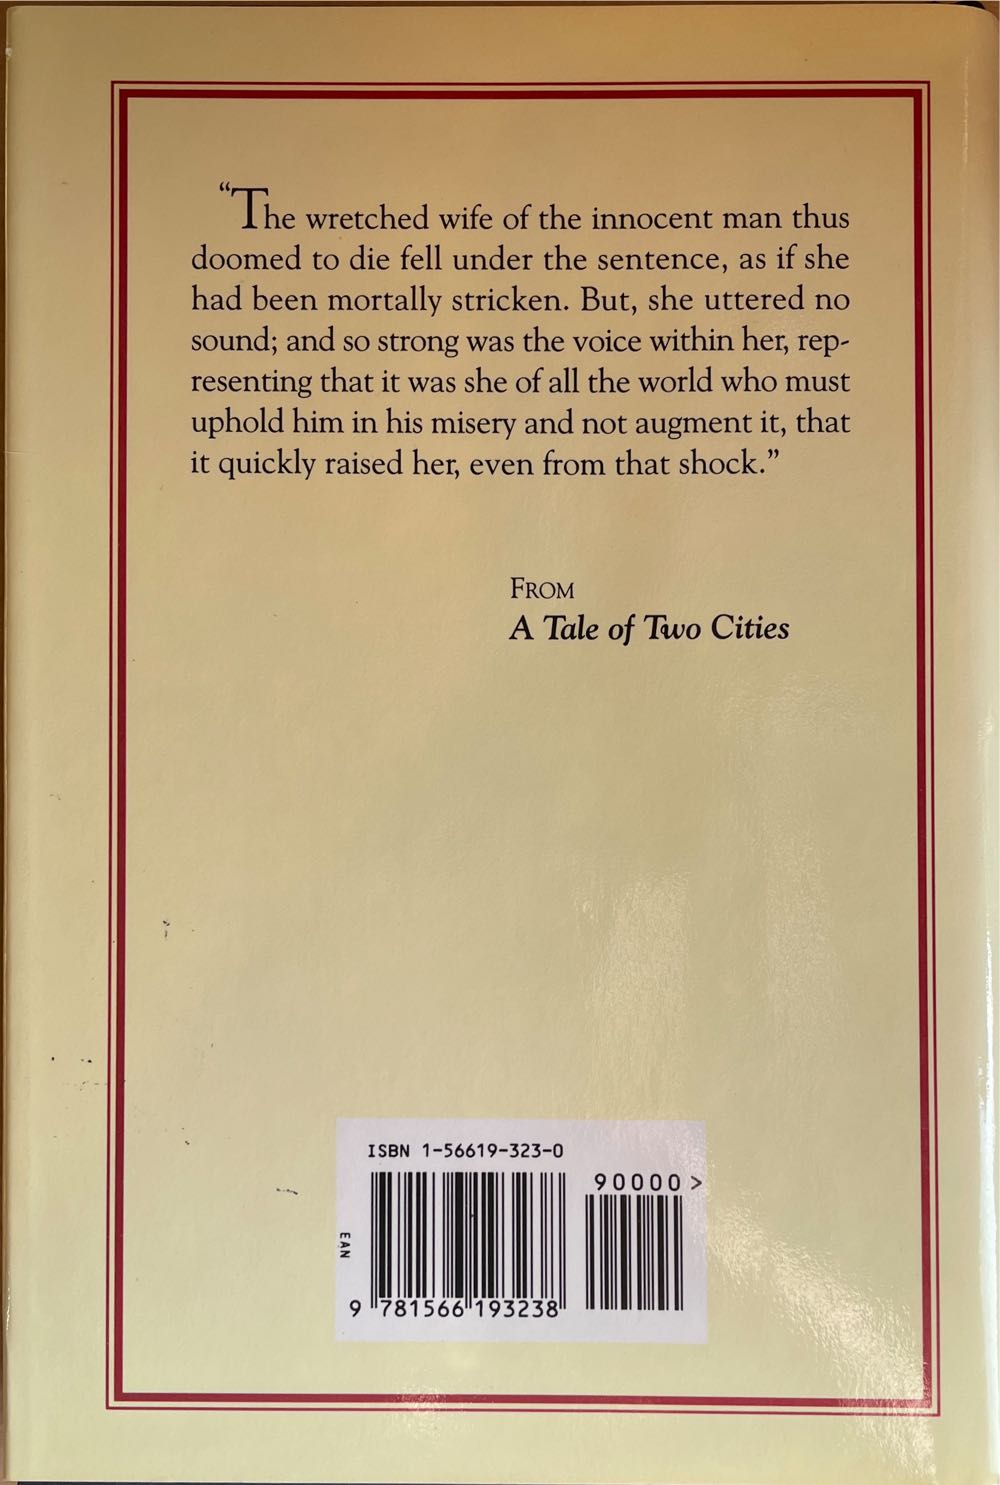 “The wretched wife of the innocent man thus
doomed to die fell under the sentence, as if she
had been mortally stricken. But, she uttered no
sound; and so strong was the voice within her, rep-
resenting that it was she of all the world who must
uphold him in his misery and not augment it, that
it quickly raised her, even from that shock.”
FROM
A Tale of Two Cities
ISBN 1-56619-323-0
90000>
EAN
9 781566 193238